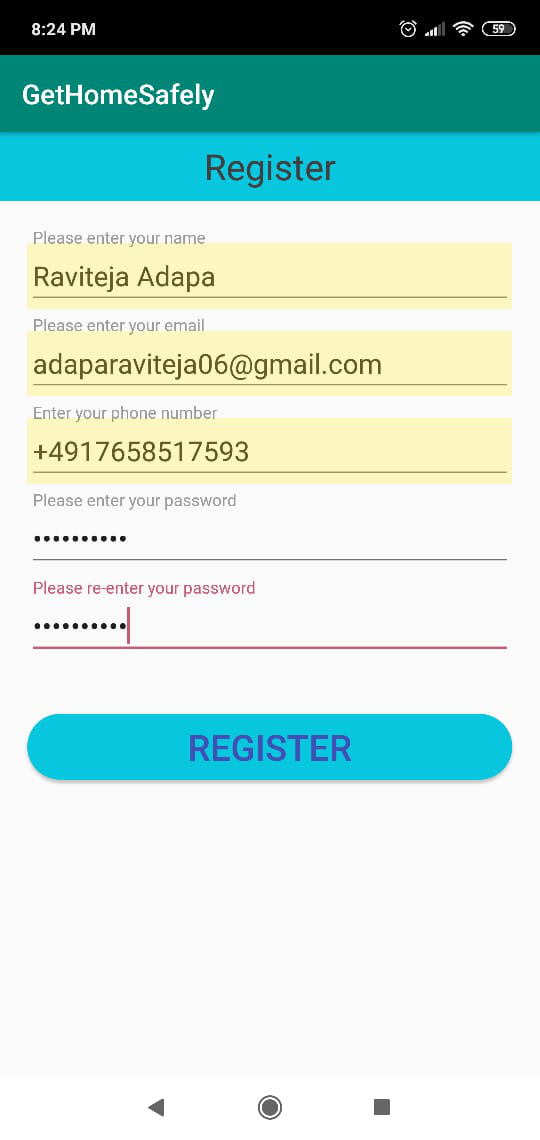 8:24 PM
59
GetHomeSafely
Register
Please enter your name
Raviteja Adapa
Please enter your email
adaparaviteja06@gmail.com
Enter your phone number
+4917658517593
Please enter your password
••••••••••
Please re-enter your password
••••••••••
REGISTER